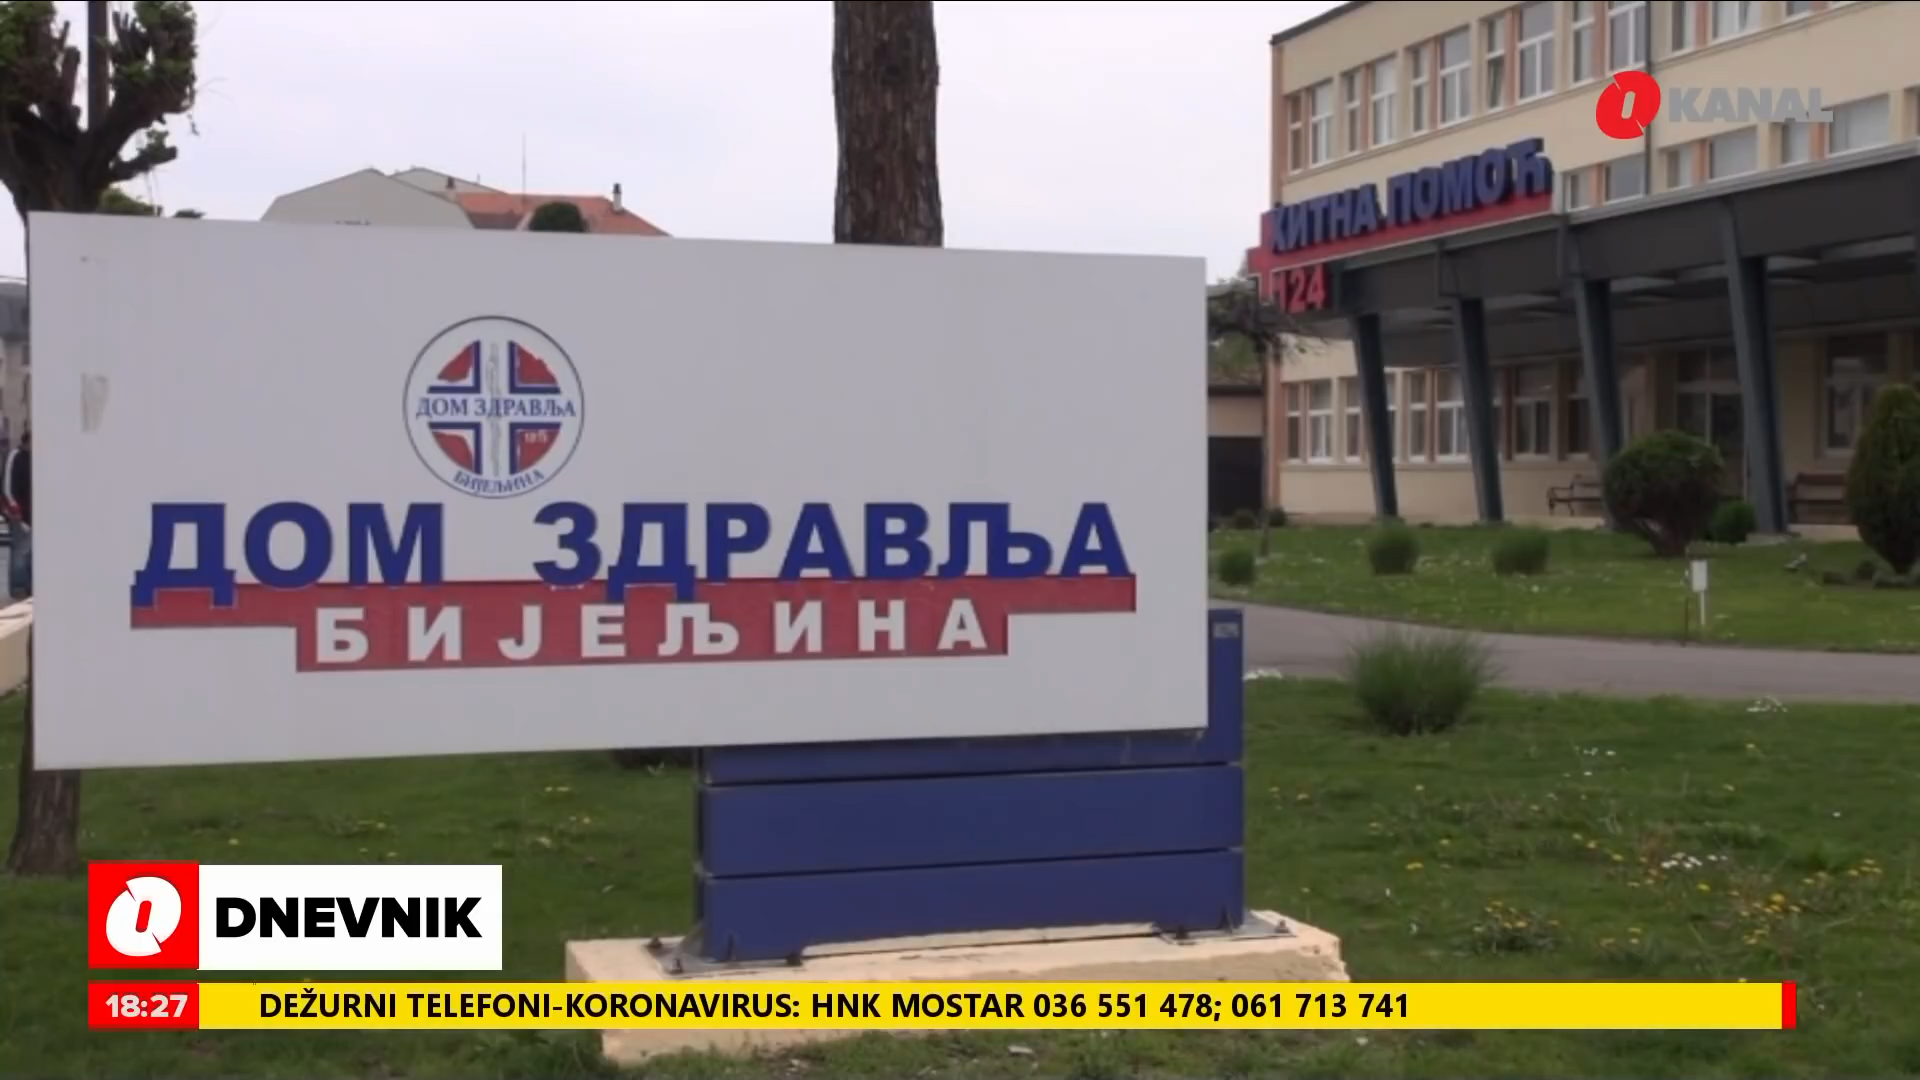 O KANAL
ХИТНА ПОМОЋ
124
ДОМ ЗДРАВЉА
БИЈЕЉИНА
ДОМ ЗДРАВЉА
БИЈЕЉИНА
DNEVNIK
18:27 DEŽURNI TELEFONI-KORONAVIRUS: HNK MOSTAR 036 551 478; 061 713 741